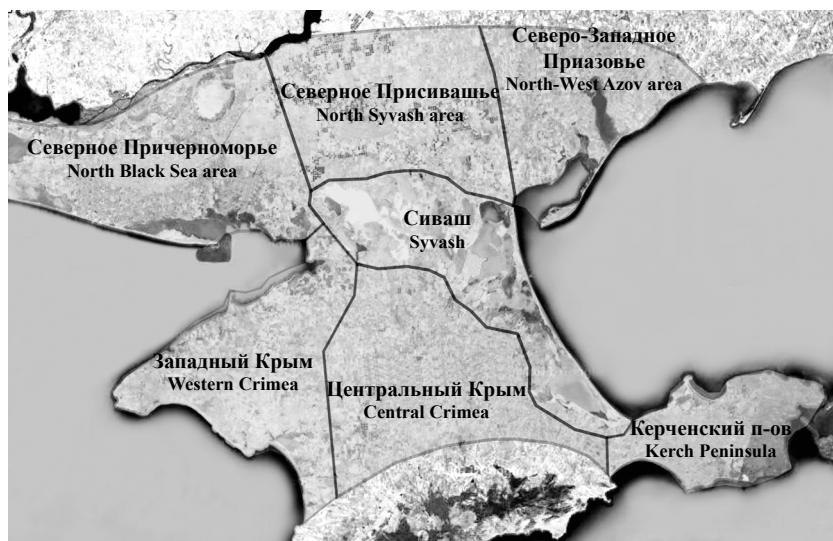 Северо-Западное
Приазовье
North-West Azov area
Северное Присивашье
North Syvash area
Северное Причерноморье
North Black Sea area
Сиваш
Syvash
Западный Крым
Western Crimea
Центральный Крым
Central Crimea
Керченский п-ов
Kerch Peninsula